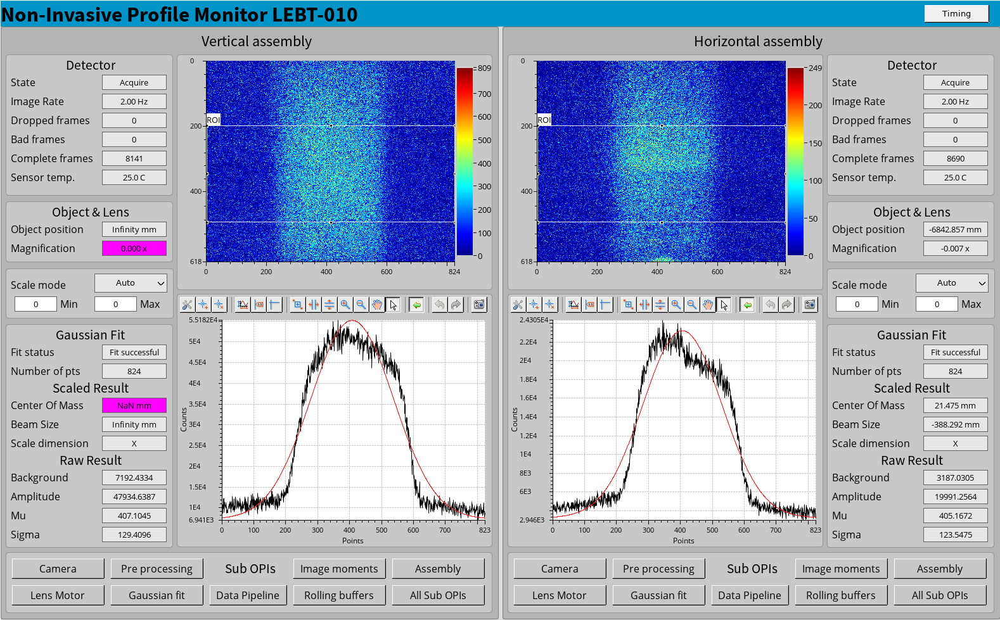 Non-Invasive Profile Monitor LEBT-010
Timing
Vertical assembly
Detector
State Acquire
Image Rate 2.00 Hz
Dropped frames 0
Bad frames 0
Complete frames 8141
Sensor temp. 25.0 C
Object & Lens
Object position Infinity mm
Magnification 0.000 x
Scale mode Auto
0 Min 0 Max
Gaussian Fit
Fit status Fit successful
Number of pts 824
Scaled Result
Center Of Mass NaN mm
Beam Size Infinity mm
Scale dimension X
Raw Result
Background 7192.4334
Amplitude 47934.6387
Mu 407.1045
Sigma 129.4096
0
200
400
618
ROI
0 200 400 600 824
809
700
600
500
400
300
200
100
0
5.5182E4
5E4
4.5E4
4E4
3.5E4
3E4
2.5E4
2E4
1.5E4
1E4
6.941E3
Counts
0 100 200 300 400 500 600 700 823
Points
Camera Pre processing Sub OPIs Image moments Assembly
Lens Motor Gaussian fit Data Pipeline Rolling buffers All Sub OPIs
Horizontal assembly
0
200
400
618
ROI
0 200 400 600 824
249
200
150
100
50
0
2.4305E4
2.2E4
2E4
1.8E4
1.6E4
1.4E4
1.2E4
1E4
8E3
6E3
2.946E3
Counts
0 100 200 300 400 500 600 700 823
Points
Detector
State Acquire
Image Rate 2.00 Hz
Dropped frames 0
Bad frames 0
Complete frames 8690
Sensor temp. 25.0 C
Object & Lens
Object position -6842.857 mm
Magnification -0.007 x
Scale mode Auto
0 Min 0 Max
Gaussian Fit
Fit status Fit successful
Number of pts 824
Scaled Result
Center Of Mass 21.475 mm
Beam Size -388.292 mm
Scale dimension X
Raw Result
Background 3187.0305
Amplitude 19991.2564
Mu 405.1672
Sigma 123.5475
Camera Pre processing Sub OPIs Image moments Assembly
Lens Motor Gaussian fit Data Pipeline Rolling buffers All Sub OPIs